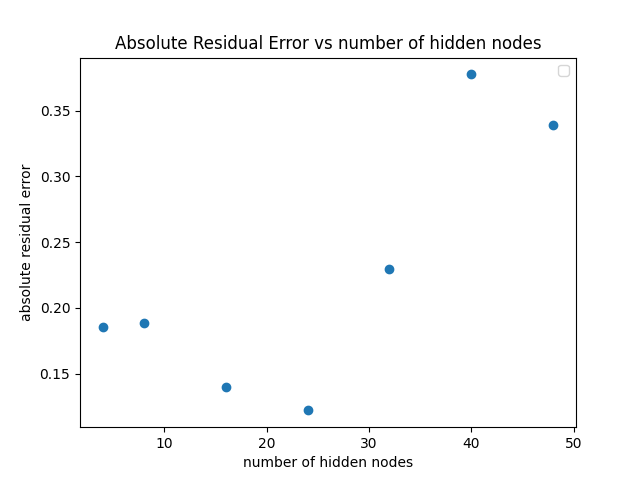 Absolute Residual Error vs number of hidden nodes
0.35
0.30
0.25
0.20
0.15
absolute residual error
10 20 30 40 50
number of hidden nodes